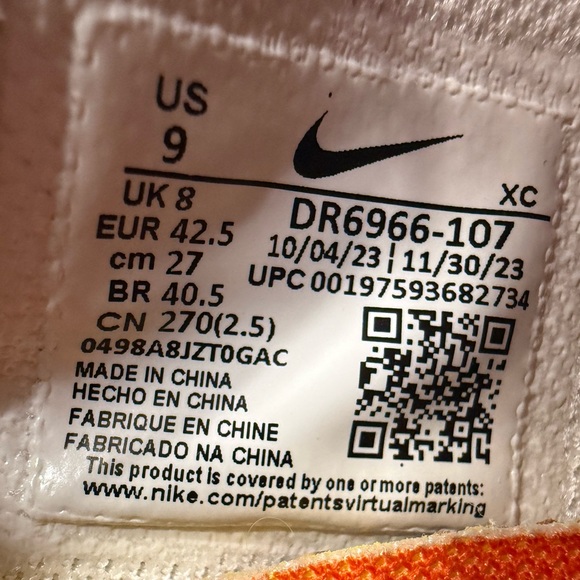 US
9
UK 8
EUR 42.5
cm 27
BR 40.5
CN 270(2.5)
0498A8JZT0GAC
XC
DR6966-107
10/04/23 | 11/30/23
UPC 00197593682734
MADE IN CHINA
HECHO EN CHINA
FABRIQUE EN CHINE
FABRICADO NA CHINA
This product is covered by one or more patents:
www.nike.com/patentsvirtualmarking